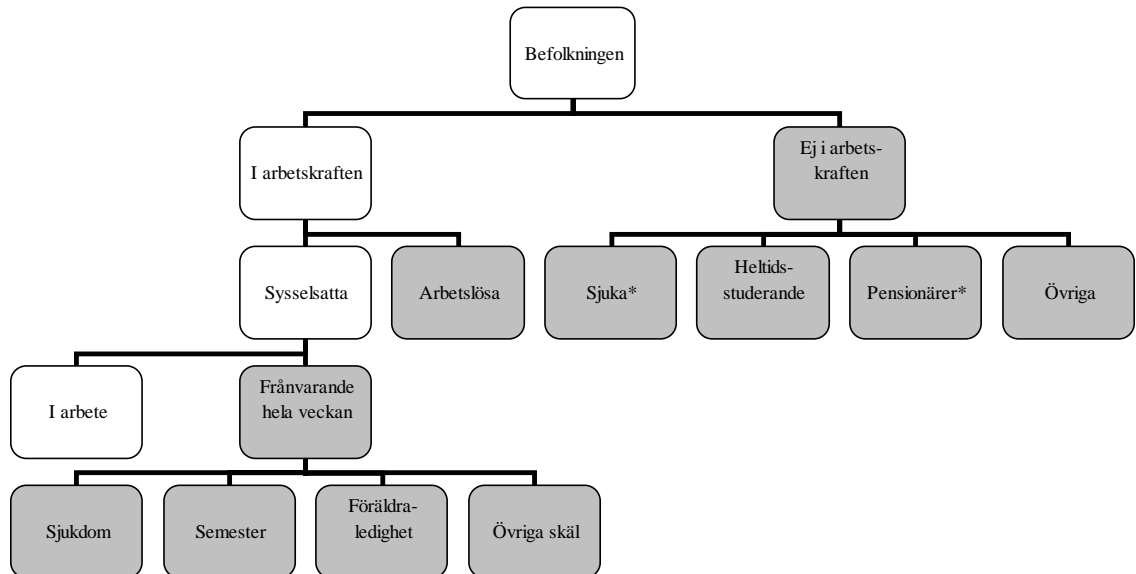 Befolkningen
I arbetskraften
Ej i arbets-
kraften
Sysselsatta
Arbetslösa
Sjuka*
Heltids-
studerande
Pensionärer*
Övriga
I arbete
Frånvarande
hela veckan
Sjukdom
Semester
Föräldra-
ledighet
Övriga skäl